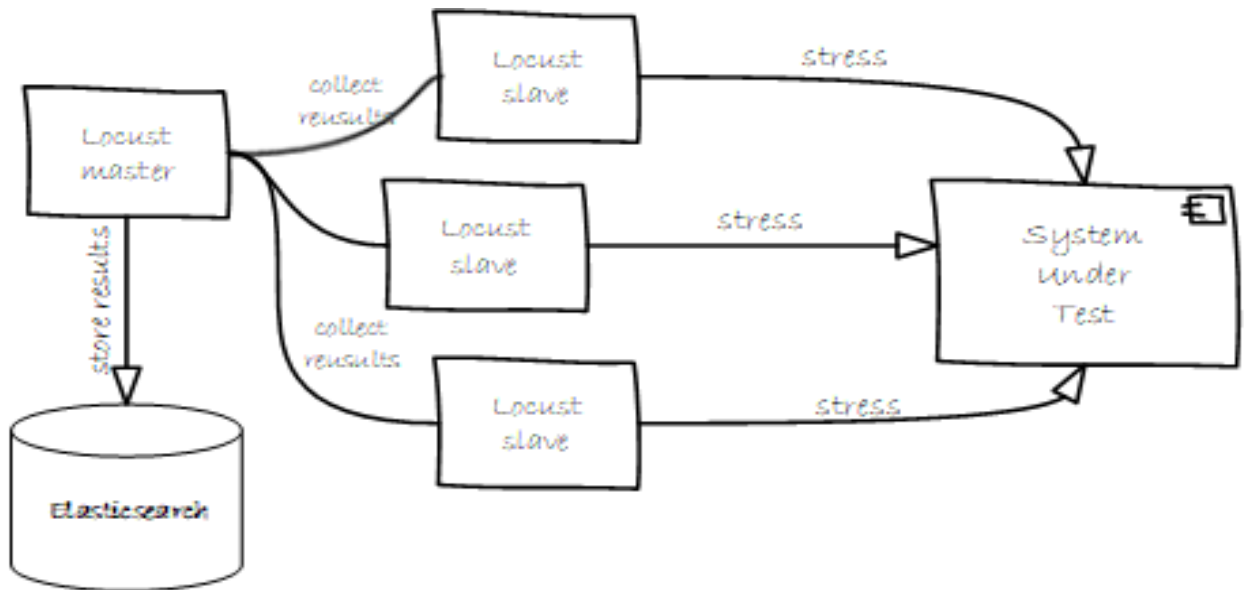 Locust
slave
stress
collect
reusults
Locust
master
Locust
slave
stress
System
Under
Test
store results
collect
reusults
Locust
slave
stress
Elasticsearch